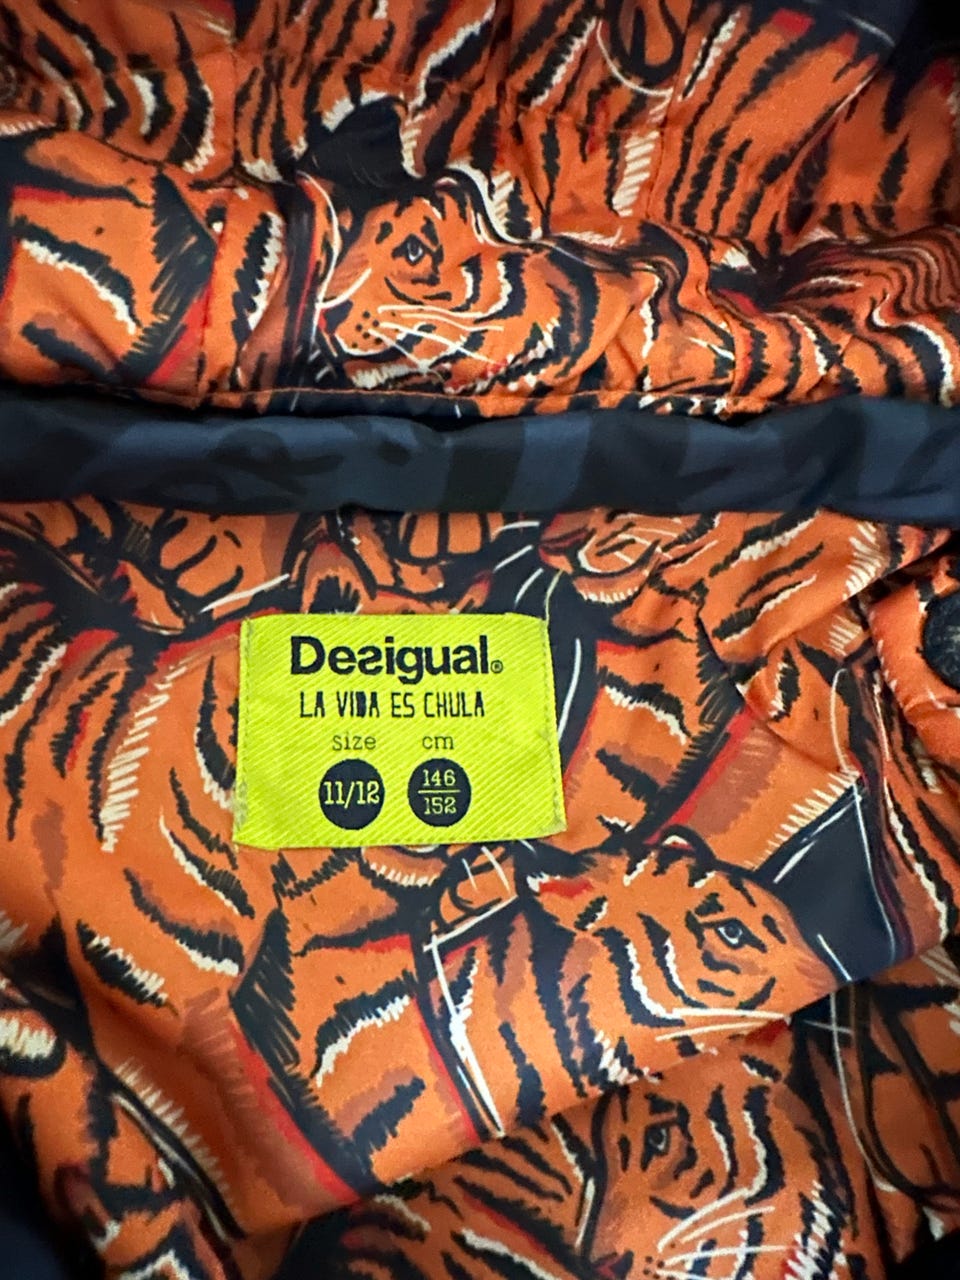 Desigual®
LA VIDA ES CHULA
size cm
11/12 146
152